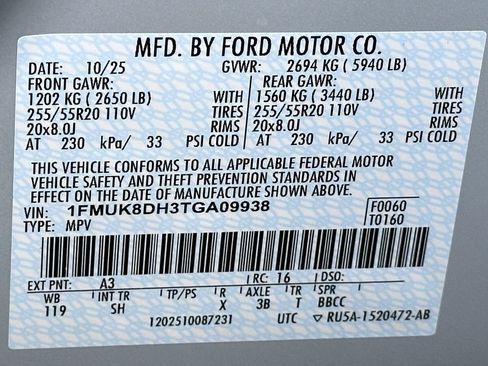 MFD. BY FORD MOTOR CO.
DATE: 10/25 GVWR: 2694 KG ( 5940 LB)
FRONT GAWR: REAR GAWR:
1202 KG ( 2650 LB) WITH 1560 KG ( 3440 LB) WITH
255/55R20 110V TIRES 255/55R20 110V TIRES
20x8.0J RIMS 20x8.0J RIMS
AT 230 kPa/ 33 PSI COLD AT 230 kPa/ 33 PSI COLD
THIS VEHICLE CONFORMS TO ALL APPLICABLE FEDERAL MOTOR
VEHICLE SAFETY AND THEFT PREVENTION STANDARDS IN
EFFECT ON THE DATE OF MANUFACTURE SHOWN ABOVE.
VIN: 1FMUK8DH3TGA09938 F0060
TYPE: MPV T0160
EXT PNT: A3 RC: 16 DSO:
WB INT TR TP/PS R AXLE TR SPR
119 SH X 3B T BBCC
1202510087231 UTC ▽ RU5A-1520472-AB